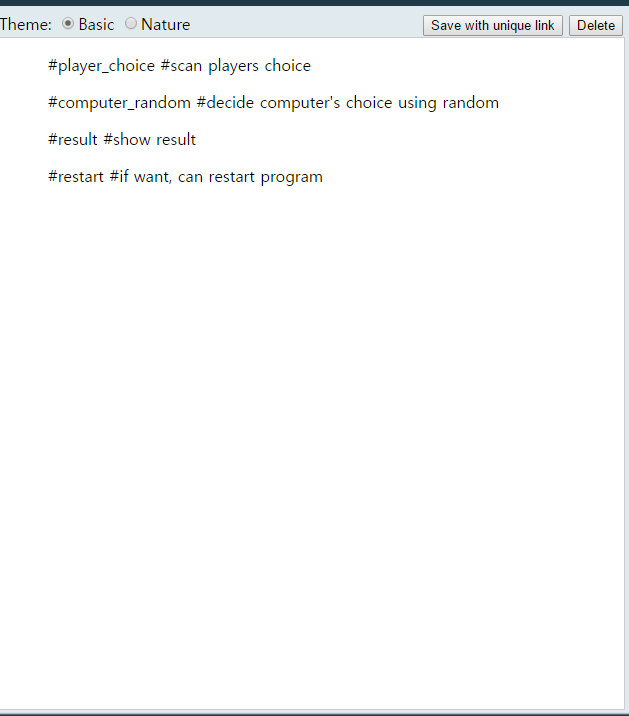 Theme: Basic Nature Save with unique link Delete
#player_choice #scan players choice
#computer_random #decide computer's choice using random
#result #show result
#restart #if want, can restart program